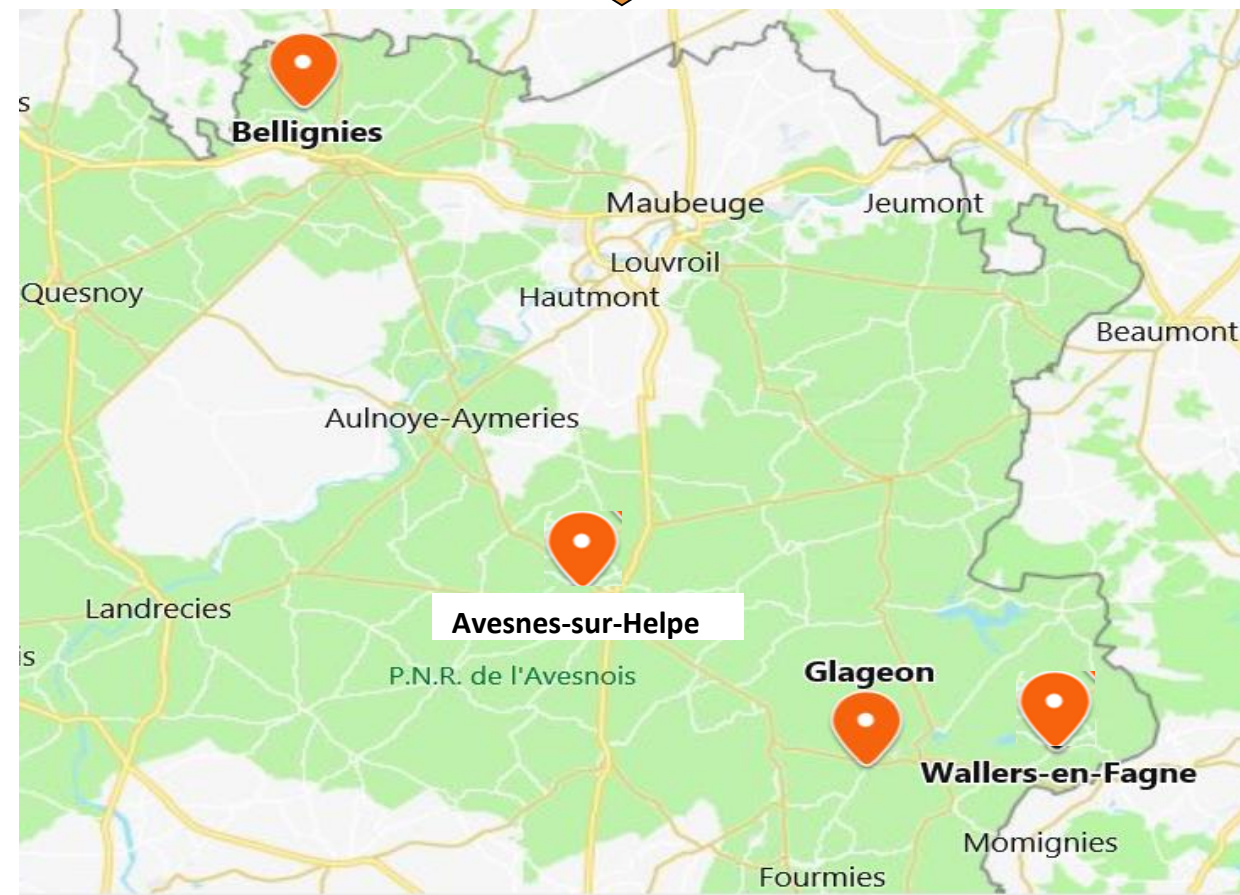 s
Bellignies
Maubeuge
Jeumont
Louvroil
Quesnoy
Hautmont
Beaumont
Aulnoye-Aymeries
Landrecies
Avesnes-sur-Helpe
is
P.N.R. de l'Avesnois
Glageon
Wallers-en-Fagne
Momignies
Fourmies